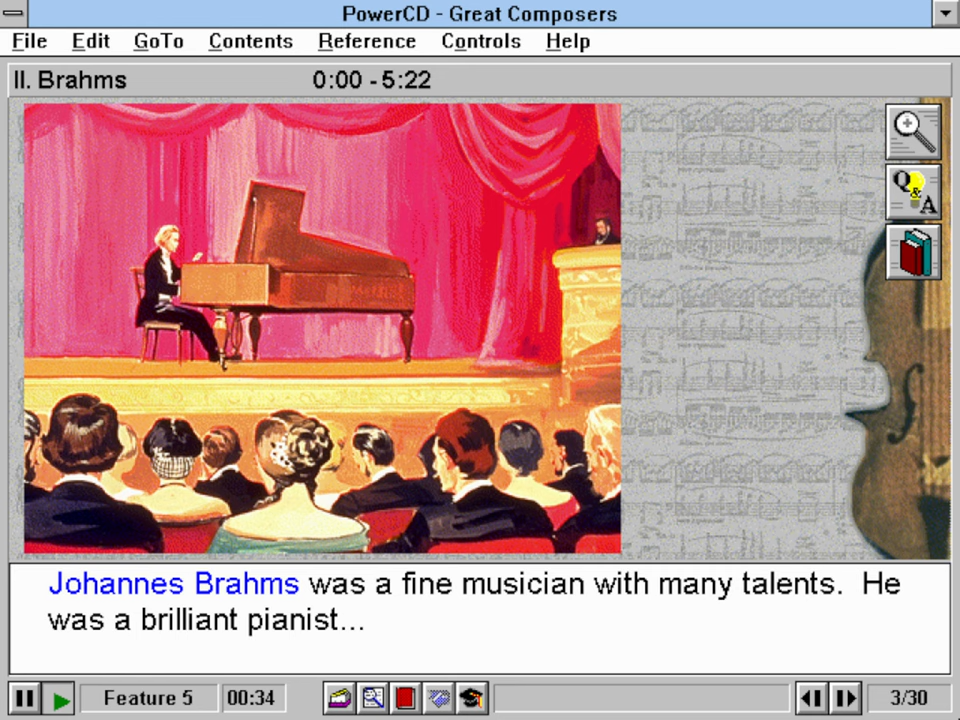 PowerCD - Great Composers
File Edit GoTo Contents Reference Controls Help
II. Brahms 0:00 - 5:22
Q & A
Johannes Brahms was a fine musician with many talents. He
was a brilliant pianist...
Feature 5 00:34 3/30